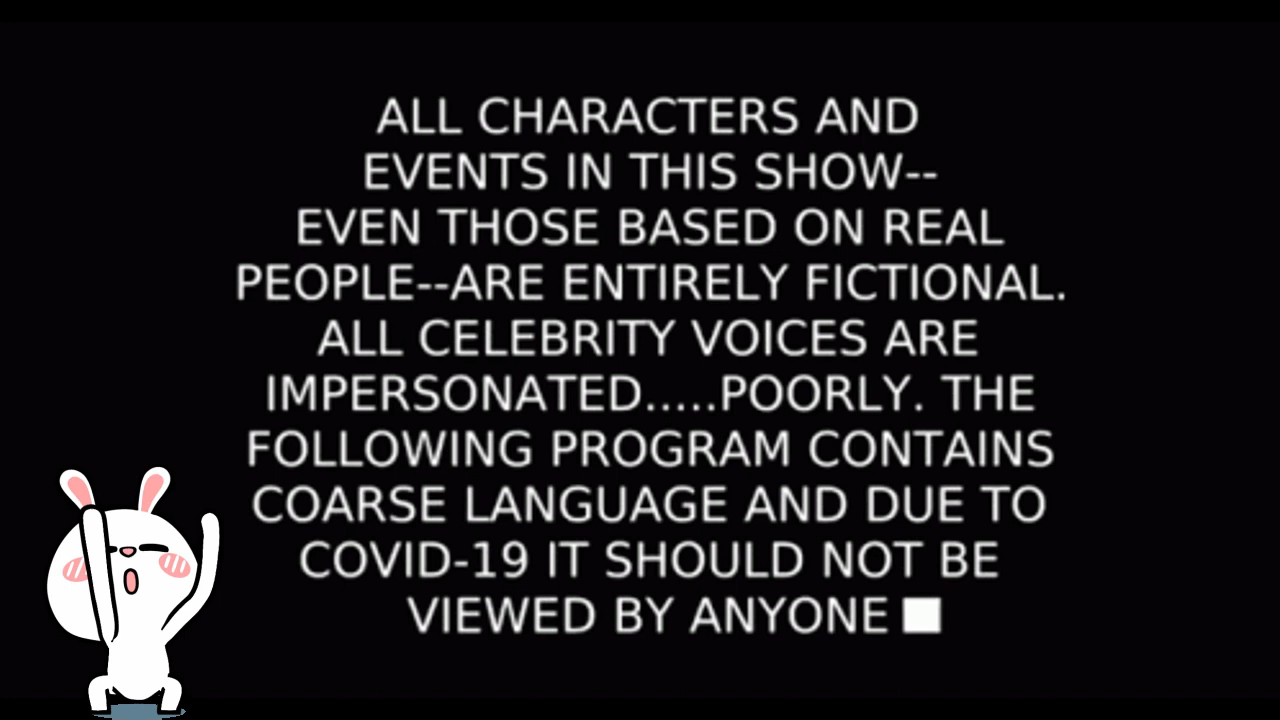 ALL CHARACTERS AND
EVENTS IN THIS SHOW--
EVEN THOSE BASED ON REAL
PEOPLE--ARE ENTIRELY FICTIONAL.
ALL CELEBRITY VOICES ARE
IMPERSONATED.....POORLY. THE
FOLLOWING PROGRAM CONTAINS
COARSE LANGUAGE AND DUE TO
COVID-19 IT SHOULD NOT BE
VIEWED BY ANYONE